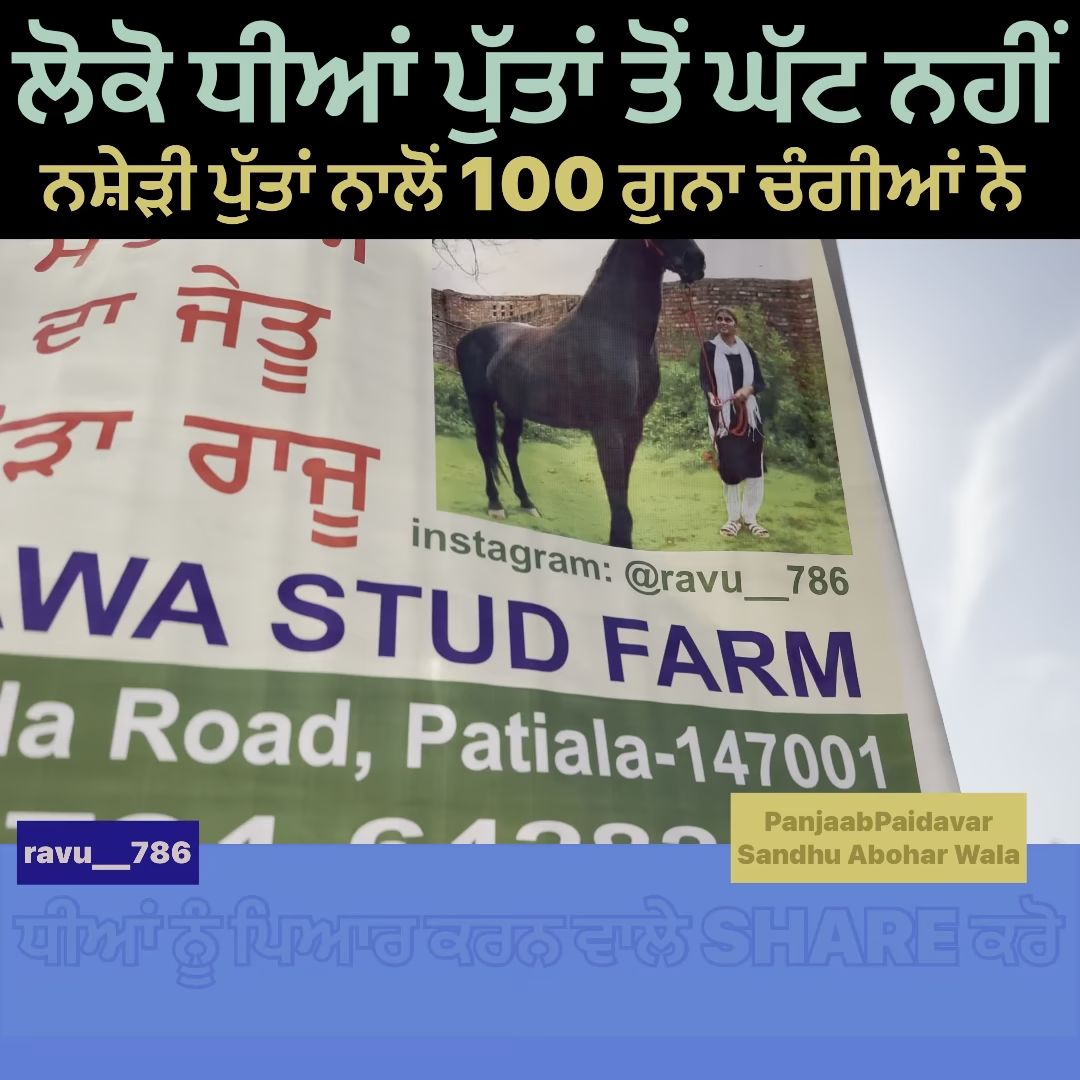 ਲੋਕੋ ਧੀਆਂ ਪੁੱਤਾਂ ਤੋਂ ਘੱਟ ਨਹੀਂ
ਨਸ਼ੇੜੀ ਪੁੱਤਾਂ ਨਾਲੋਂ 100 ਗੁਨਾ ਚੰਗੀਆਂ ਨੇ
ਦਾ ਜੇਤੂ
ਰਾਜੂ
instagram: @ravu__786
STUD FARM
Road, Patiala-147001
ravu__786
PanjaabPaidavar
Sandhu Abohar Wala
ਧੀਆਂ ਨੂੰ ਪਿਆਰ ਕਰਨ ਵਾਲੇ SHARE ਕਰੋ